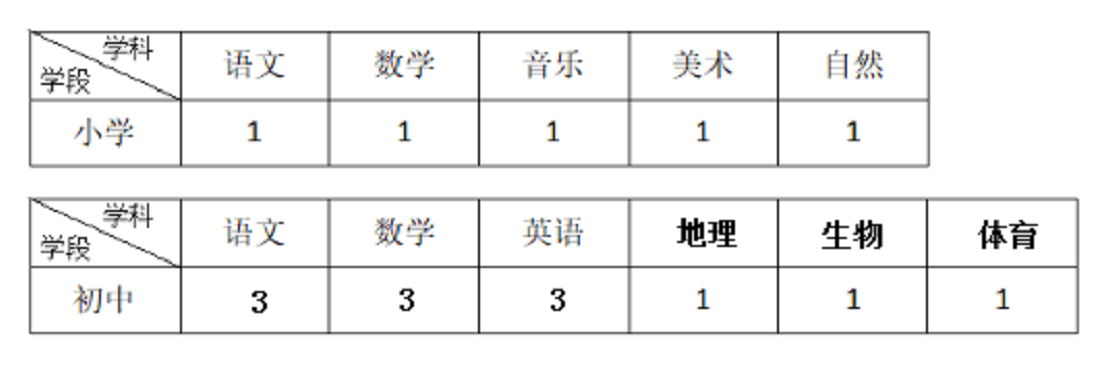 学科 语文 数学 音乐 美术 自然
学段
小学 1 1 1 1 1
学科 语文 数学 英语 地理 生物 体育
学段
初中 3 3 3 1 1 1